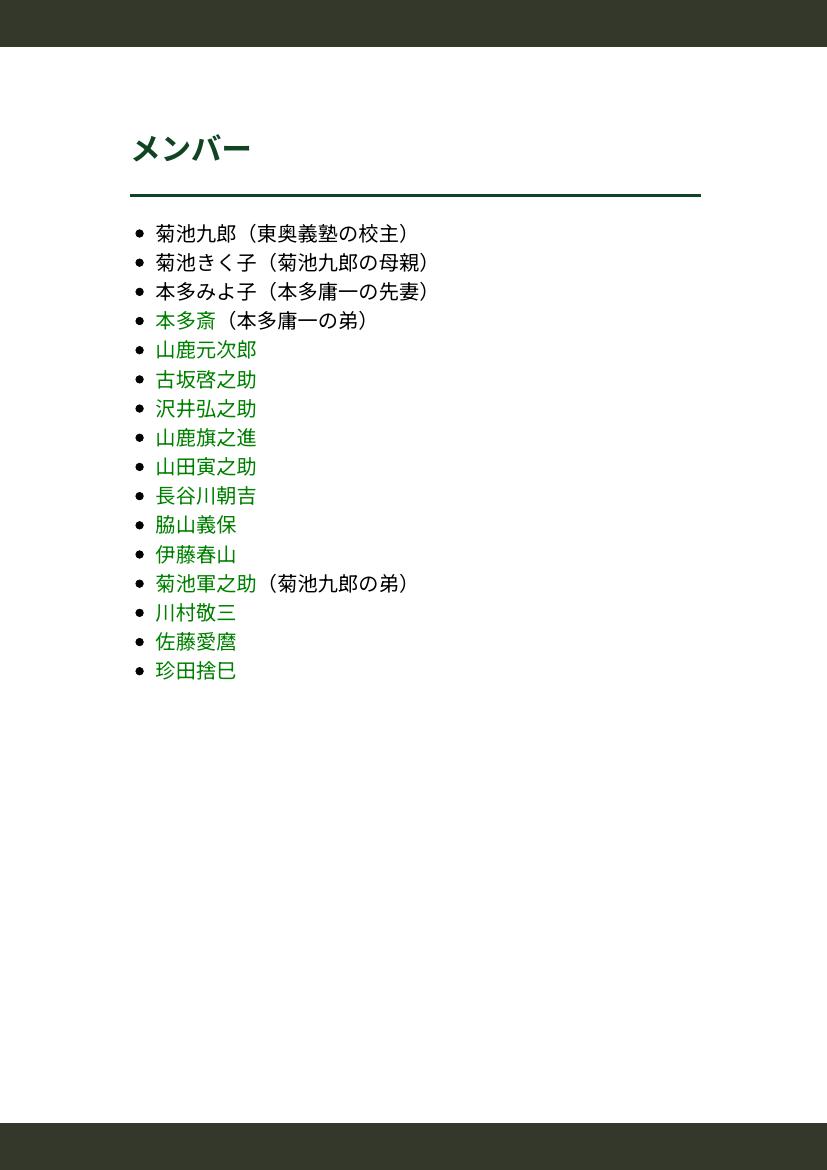 メンバー
菊池九郎（東奥義塾の校主）
菊池きく子（菊池九郎の母親）
本多みよ子（本多庸一の先妻）
本多斎（本多庸一の弟）
山鹿元次郎
古坂啓之助
沢井弘之助
山鹿旗之進
山田寅之助
長谷川朝吉
脇山義保
伊藤春山
菊池軍之助（菊池九郎の弟）
川村敬三
佐藤愛麿
珍田捨巳